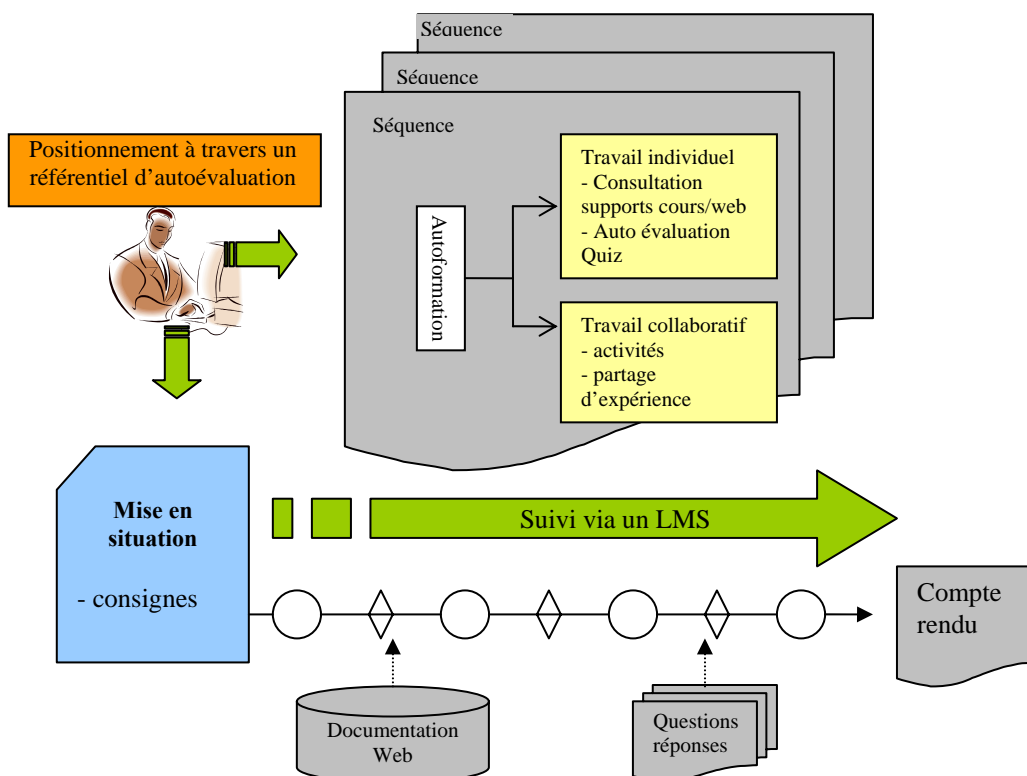 Séquence
Séquence
Séquence
Positionnement à travers un
référentiel d'autoévaluation
Autoformation
Travail individuel
- Consultation
supports cours/web
- Auto évaluation
Quiz
Travail collaboratif
- activités
- partage
d'expérience
Mise en
situation
- consignes
Suivi via un LMS
Compte
rendu
Documentation
Web
Questions
réponses